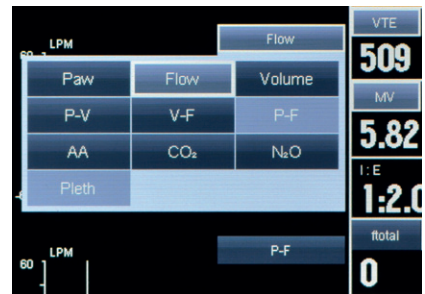 LPM
Flow
VTE
60
509
Paw
Flow
Volume
MV
P-V
V-F
P-F
5.82
AA
CO₂
N₂O
I:E
Pleth
1:2.0
ftotal
LPM
P-F
60
0